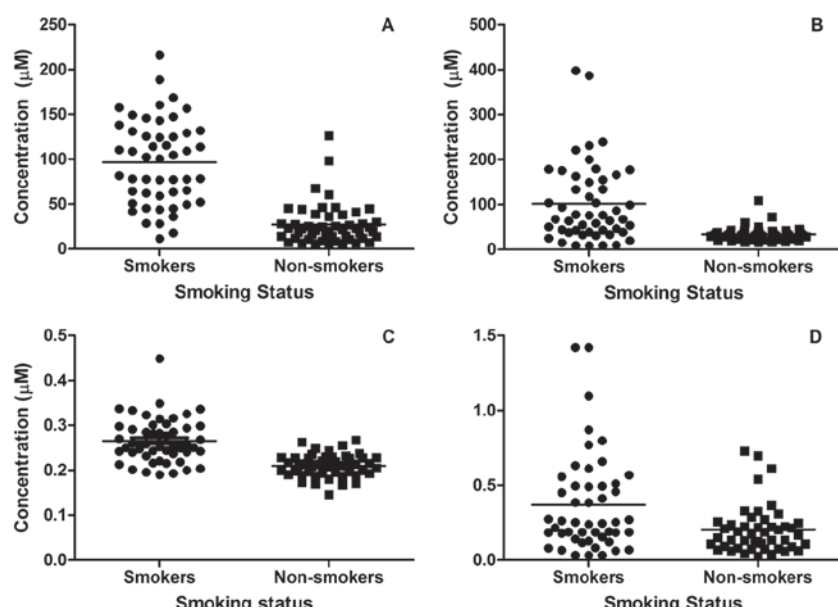 A
B
Concentration (μM)
250
200
150
100
50
0
Smokers
Non-smokers
Smoking Status
Concentration (μM)
500
400
300
200
100
0
Smokers
Non-smokers
Smoking Status
C
D
Concentration (μM)
0.5
0.4
0.3
0.2
0.1
0.0
Smokers
Non-smokers
Smoking status
Concentration (μM)
1.5
1.0
0.5
0.0
Smokers
Non-smokers
Smoking Status